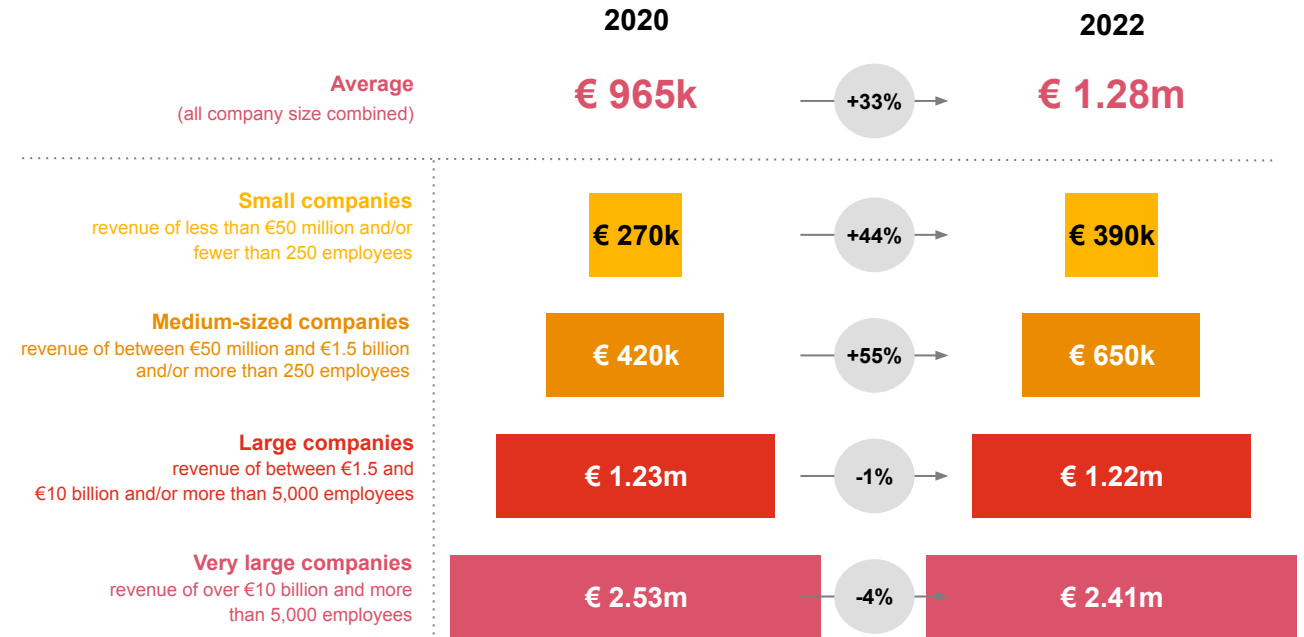 2020
2022
Average
(all company size combined)
€ 965k
+33%
€ 1.28m
Small companies
revenue of less than €50 million and/or
fewer than 250 employees
€ 270k
+44%
€ 390k
Medium-sized companies
revenue of between €50 million and €1.5 billion
and/or more than 250 employees
€ 420k
+55%
€ 650k
Large companies
revenue of between €1.5 and
€10 billion and/or more than 5,000 employees
€ 1.23m
-1%
€ 1.22m
Very large companies
revenue of over €10 billion and more
than 5,000 employees
€ 2.53m
-4%
€ 2.41m